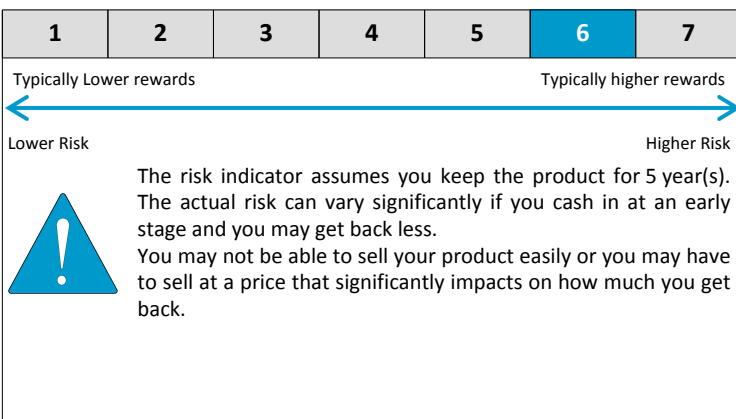 1 2 3 4 5 6 7
Typically Lower rewards Typically higher rewards
Lower Risk Higher Risk
The risk indicator assumes you keep the product for 5 year(s).
The actual risk can vary significantly if you cash in at an early
stage and you may get back less.
You may not be able to sell your product easily or you may have
to sell at a price that significantly impacts on how much you get
back.